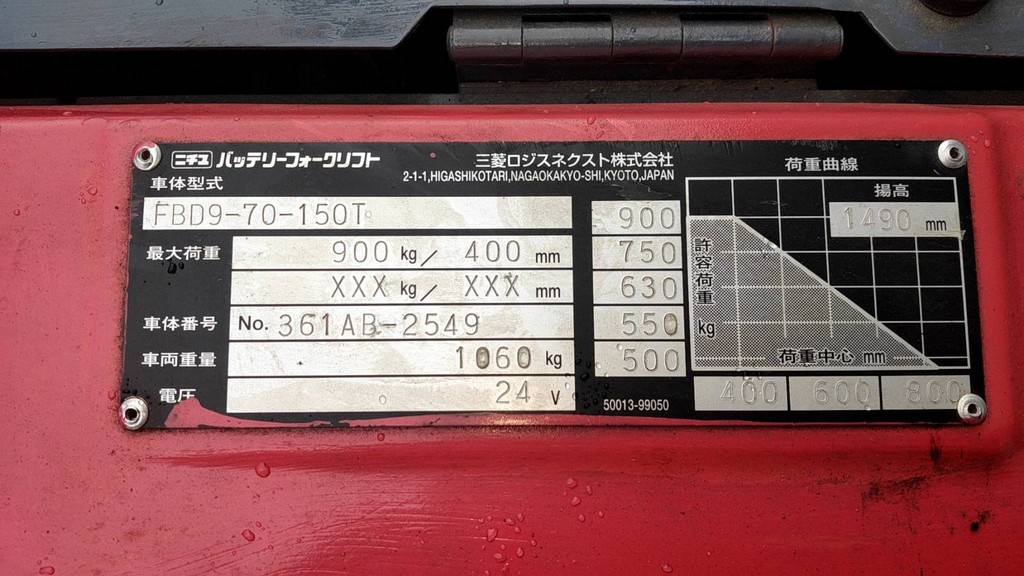 ニチユ バッテリーフォークリフト
三菱ロジスネクスト株式会社
2-1-1,HIGASHIKOTARI,NAGAOKAKYO-SHI,KYOTO,JAPAN
車体型式
FBD9-70-150T
最大荷重 900 kg/ 400 mm
XXX kg/ XXX mm
車体番号 No. 361AB-2549
車両重量 1060 kg
電圧 24 V
900
750
630
550
500
50013-99050
荷重曲線
揚高
1490 mm
許容荷重 kg
荷重中心 mm
400 600 800